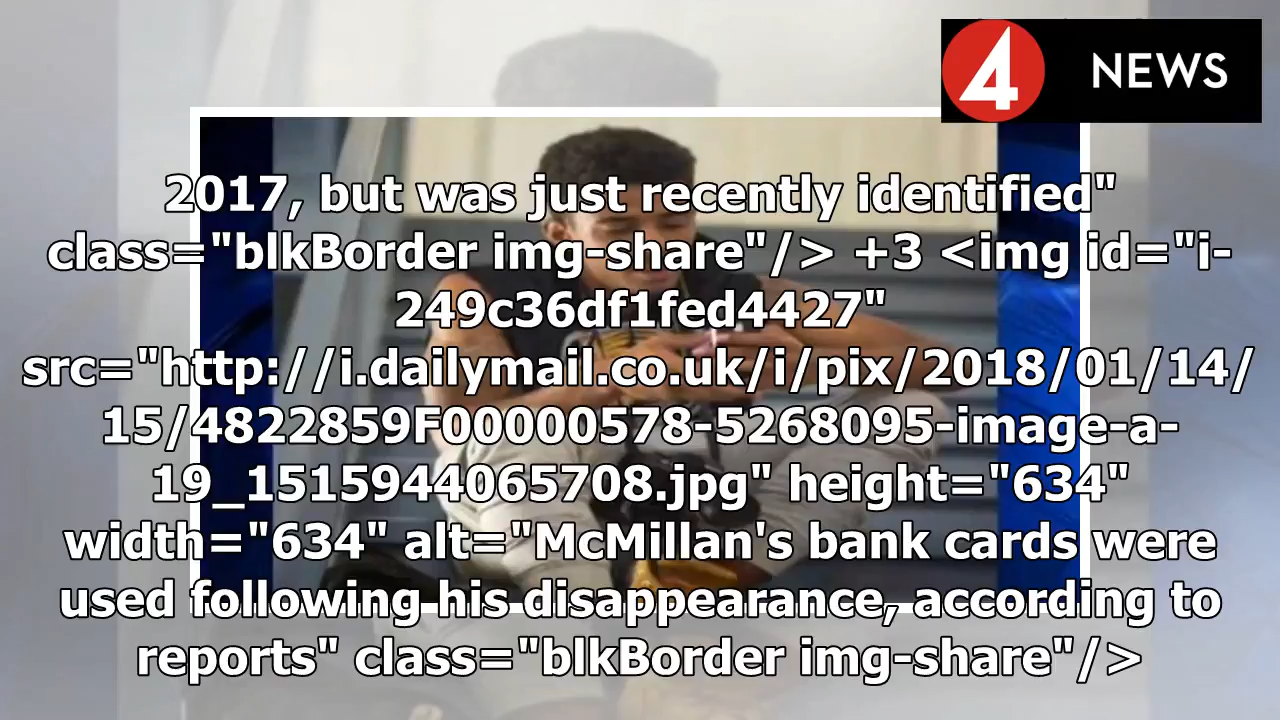 4 NEWS
2017, but was just recently identified"
class="blkBorder img-share"/> +3 <img id="i-
249c36df1fed4427"
src="http://i.dailymail.co.uk/i/pix/2018/01/14/
15/4822859F00000578-5268095-image-a-
19_1515944065708.jpg" height="634"
width="634" alt="McMillan's bank cards were
used following his disappearance, according to
reports" class="blkBorder img-share"/>